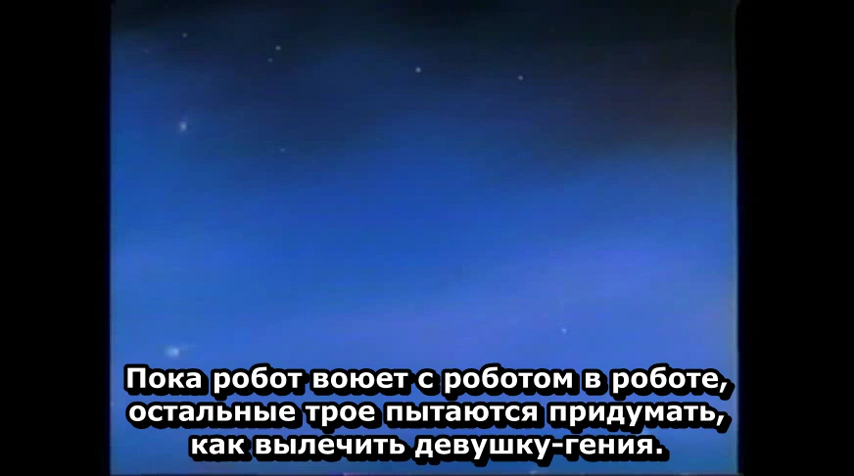 Пока робот воюет с роботом в роботе,
остальные трое пытаются придумать,
как вылечить девушку-гения.